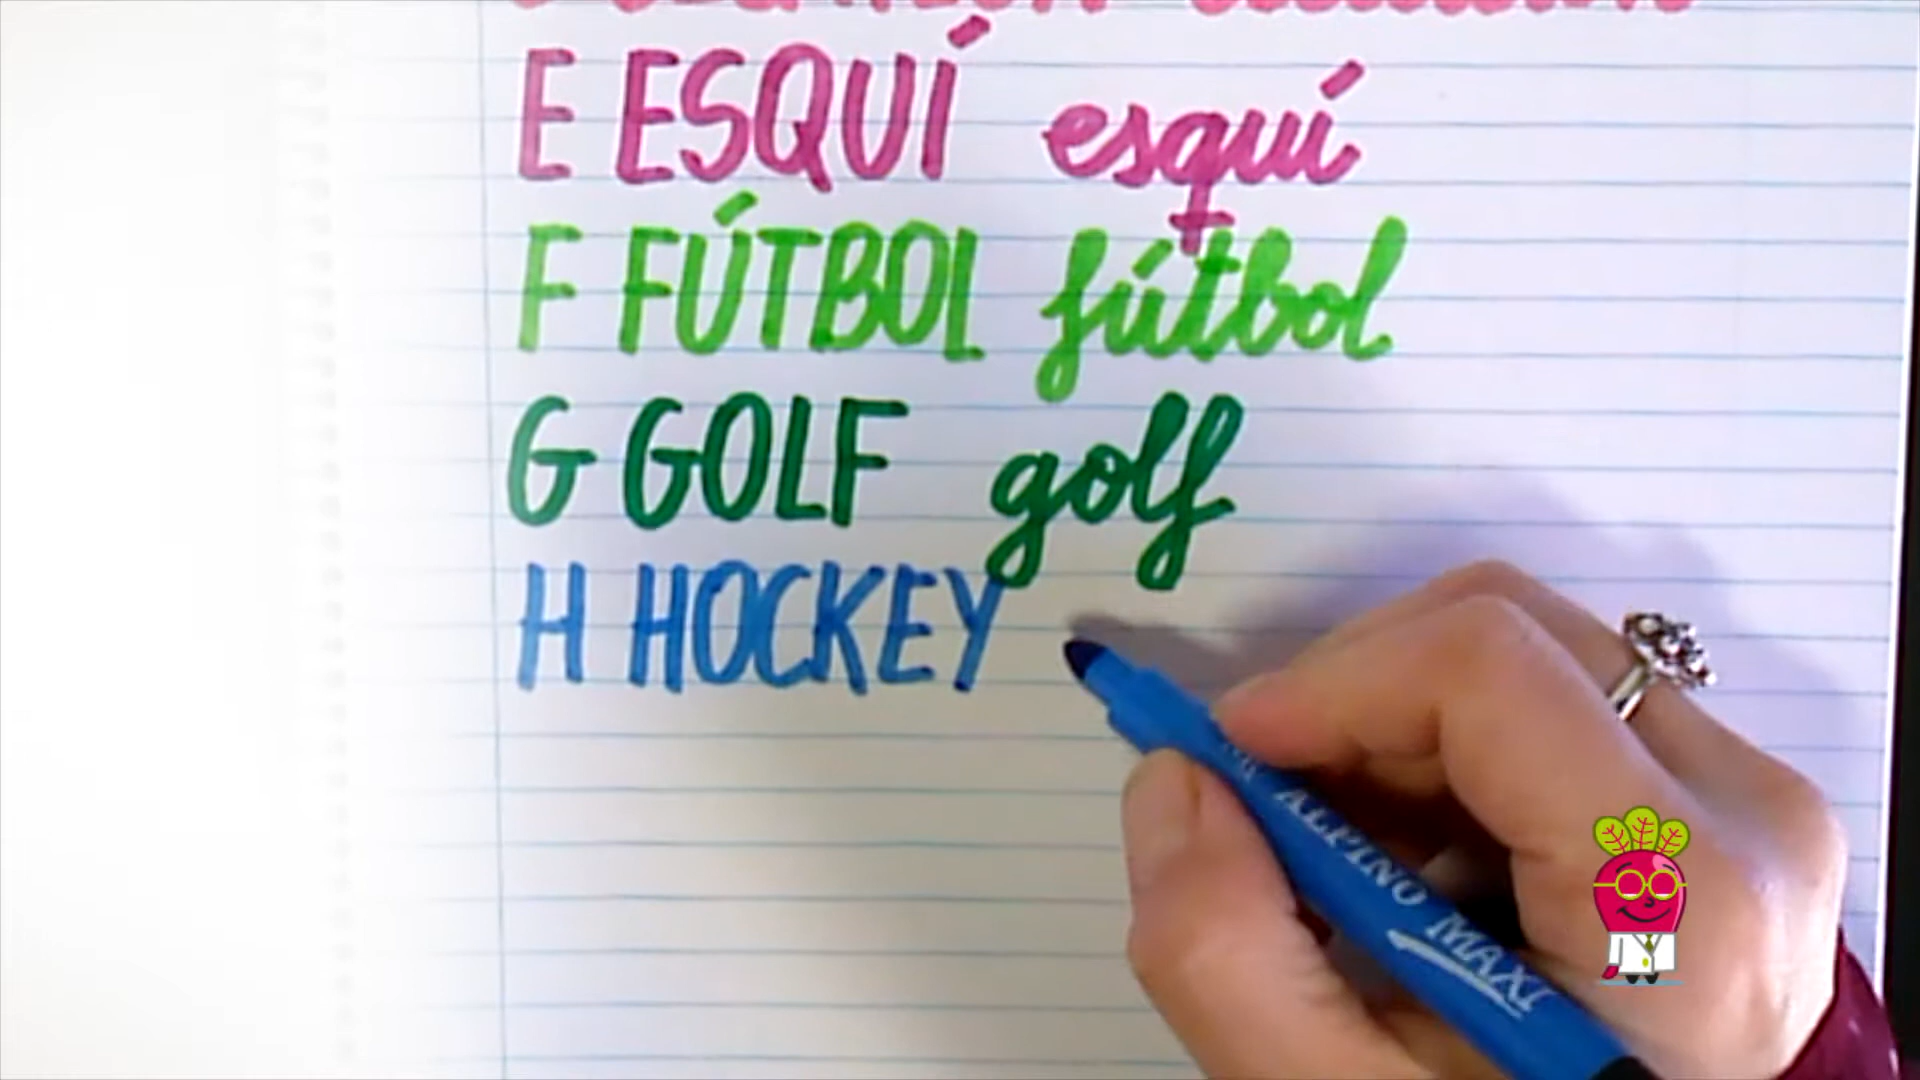 E ESQUÍ esquí
F FÚTBOL fútbol
G GOLF golf
H HOCKEY
ALPINO MAXI